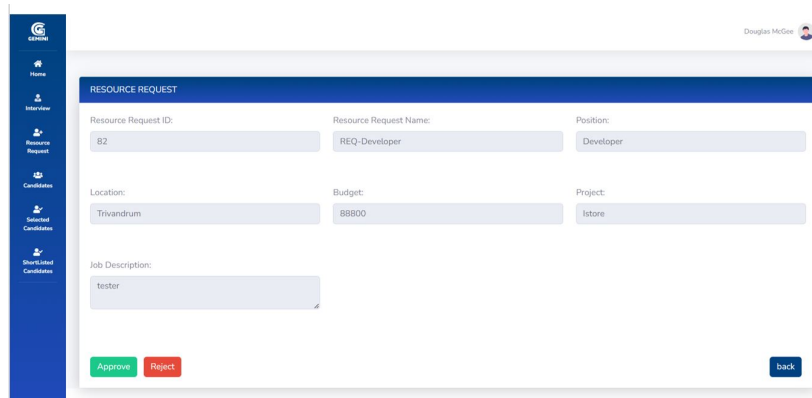 GEMINI
Douglas McGee
Home
Interview
Resource
Request
Candidates
Selected
Candidates
ShortListed
Candidates
RESOURCE REQUEST
Resource Request ID: Resource Request Name: Position:
82 REQ-Developer Developer
Location: Budget: Project:
Trivandrum 88800 Istore
Job Description:
tester
Approve Reject back